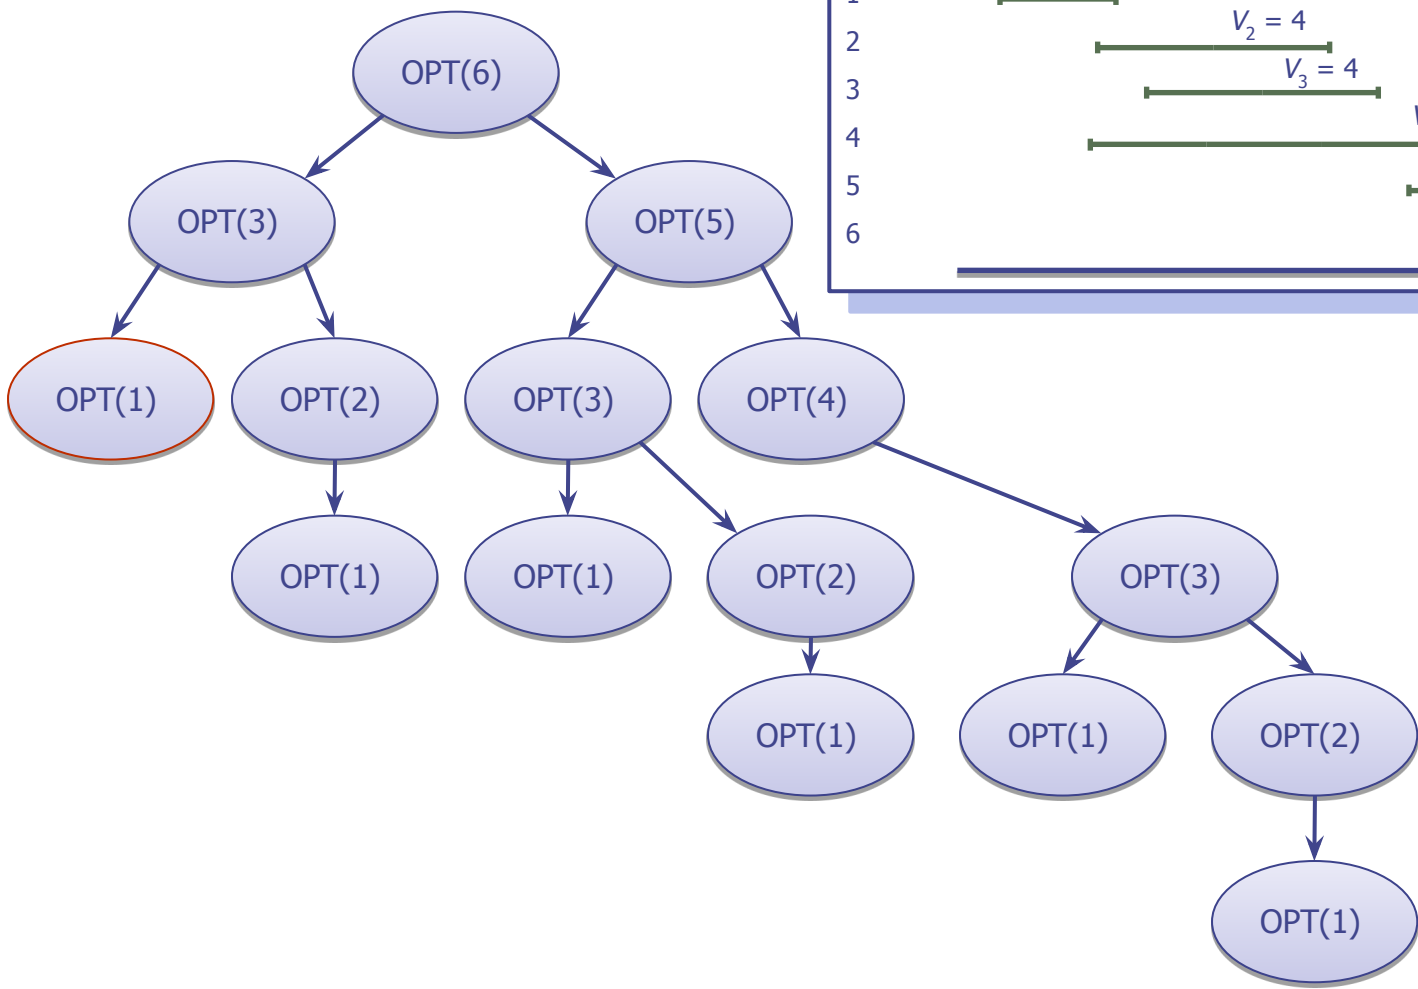 V2 = 4
2
V3 = 4
3
4
5
6
OPT(6)
OPT(3)
OPT(5)
OPT(1)
OPT(2)
OPT(3)
OPT(4)
OPT(1)
OPT(1)
OPT(2)
OPT(3)
OPT(1)
OPT(1)
OPT(2)
OPT(1)